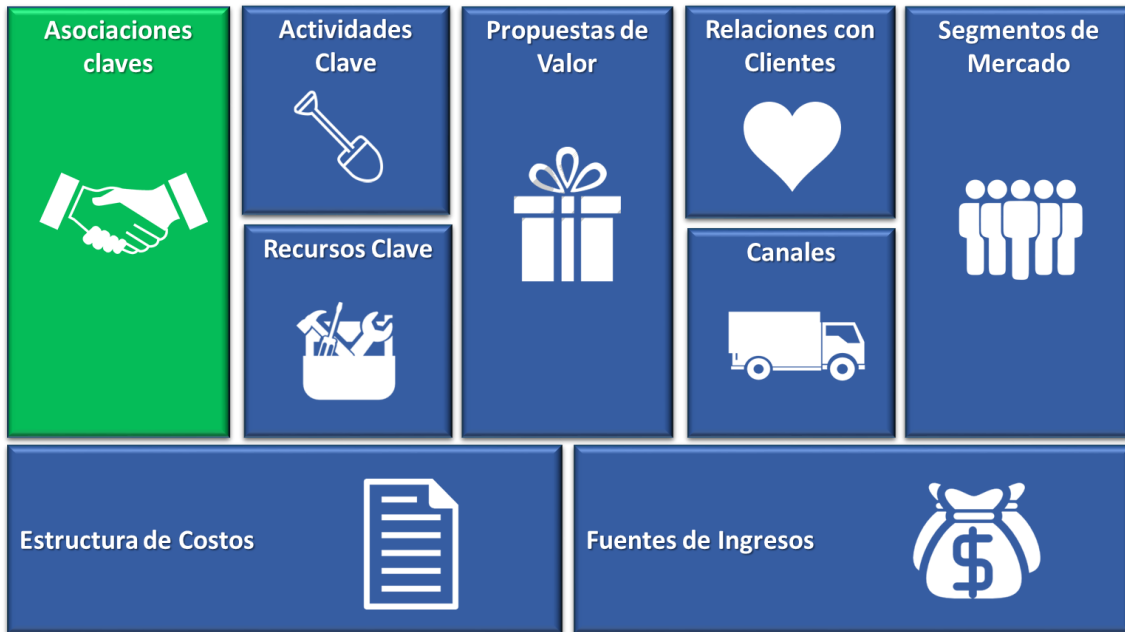 Asociaciones
claves
Actividades
Clave
Recursos Clave
Propuestas de
Valor
Relaciones con
Clientes
Canales
Segmentos de
Mercado
Estructura de Costos
Fuentes de Ingresos
$